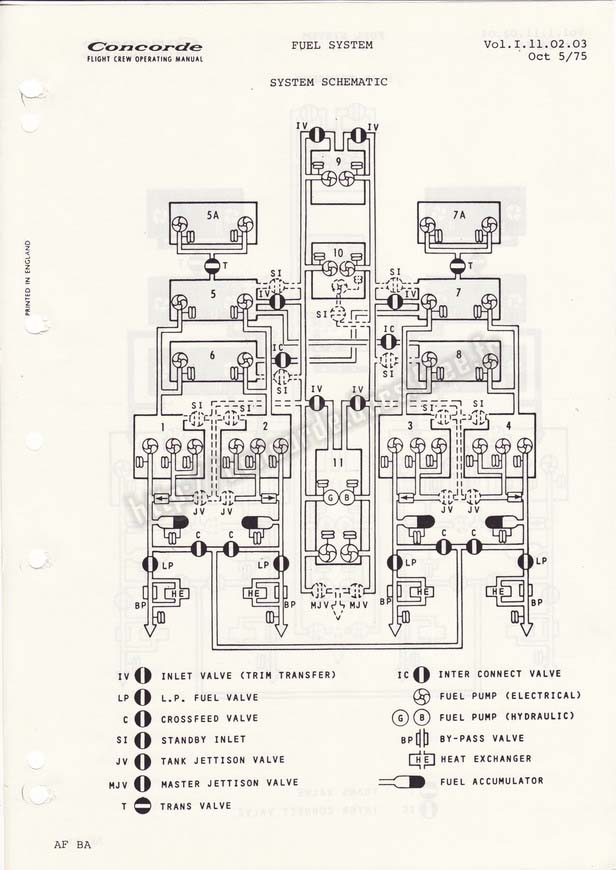 Concorde
FLIGHT CREW OPERATING MANUAL
FUEL SYSTEM
Vol.I.11.02.03
Oct 5/75
SYSTEM SCHEMATIC
PRINTED IN ENGLAND
IV IV
9
5A 7A
10
T T
SI SI
5 IV IV 7
SI
IC
6 IC 8
SI SI
IV IV
SI SI SI SI
1 2 3 4
11
G B
JV JV JV JV
C C C C
LP LP LP LP
HE HE HE HE
BP BP MJV MJV BP BP
IV INLET VALVE (TRIM TRANSFER)
LP L.P. FUEL VALVE
C CROSSFEED VALVE
SI STANDBY INLET
JV TANK JETTISON VALVE
MJV MASTER JETTISON VALVE
T TRANS VALVE
IC INTER CONNECT VALVE
FUEL PUMP (ELECTRICAL)
G B FUEL PUMP (HYDRAULIC)
BP BY-PASS VALVE
HE HEAT EXCHANGER
FUEL ACCUMULATOR
AF BA